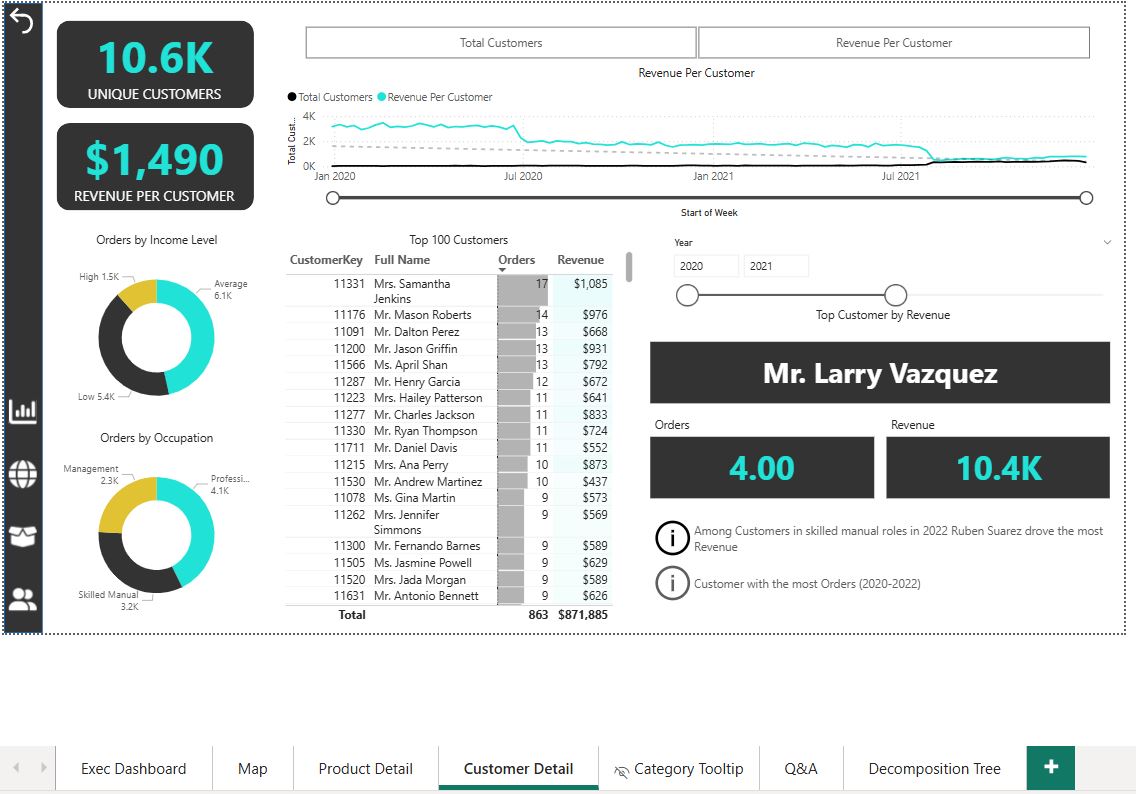 10.6K
UNIQUE CUSTOMERS
$1,490
REVENUE PER CUSTOMER
Total Customers
Revenue Per Customer
Revenue Per Customer
Total Customers Revenue Per Customer
Total Cust...
4K
2K
0K
Jan 2020 Jul 2020 Jan 2021 Jul 2021
Start of Week
Orders by Income Level
High 1.5K
Average
6.1K
Low 5.4K
Orders by Occupation
Management
2.3K
Professi...
4.1K
Skilled Manual
3.2K
Top 100 Customers
CustomerKey Full Name Orders Revenue
11331 Mrs. Samantha 17 $1,085
Jenkins
11176 Mr. Mason Roberts 14 $976
11091 Mr. Dalton Perez 13 $668
11200 Mr. Jason Griffin 13 $931
11566 Ms. April Shan 13 $792
11287 Mr. Henry Garcia 12 $672
11223 Mrs. Hailey Patterson 11 $641
11277 Mr. Charles Jackson 11 $833
11330 Mr. Ryan Thompson 11 $724
11711 Mr. Daniel Davis 11 $552
11215 Mrs. Ana Perry 10 $873
11530 Mr. Andrew Martinez 10 $437
11078 Ms. Gina Martin 9 $573
11262 Mrs. Jennifer 9 $569
Simmons
11300 Mr. Fernando Barnes 9 $589
11505 Ms. Jasmine Powell 9 $629
11520 Mrs. Jada Morgan 9 $589
11631 Mr. Antonio Bennett 9 $626
Total 863 $871,885
Year
2020 2021
Top Customer by Revenue
Mr. Larry Vazquez
Orders
4.00
Revenue
10.4K
Among Customers in skilled manual roles in 2022 Ruben Suarez drove the most
Revenue
Customer with the most Orders (2020-2022)
Exec Dashboard Map Product Detail Customer Detail Category Tooltip Q&A Decomposition Tree +